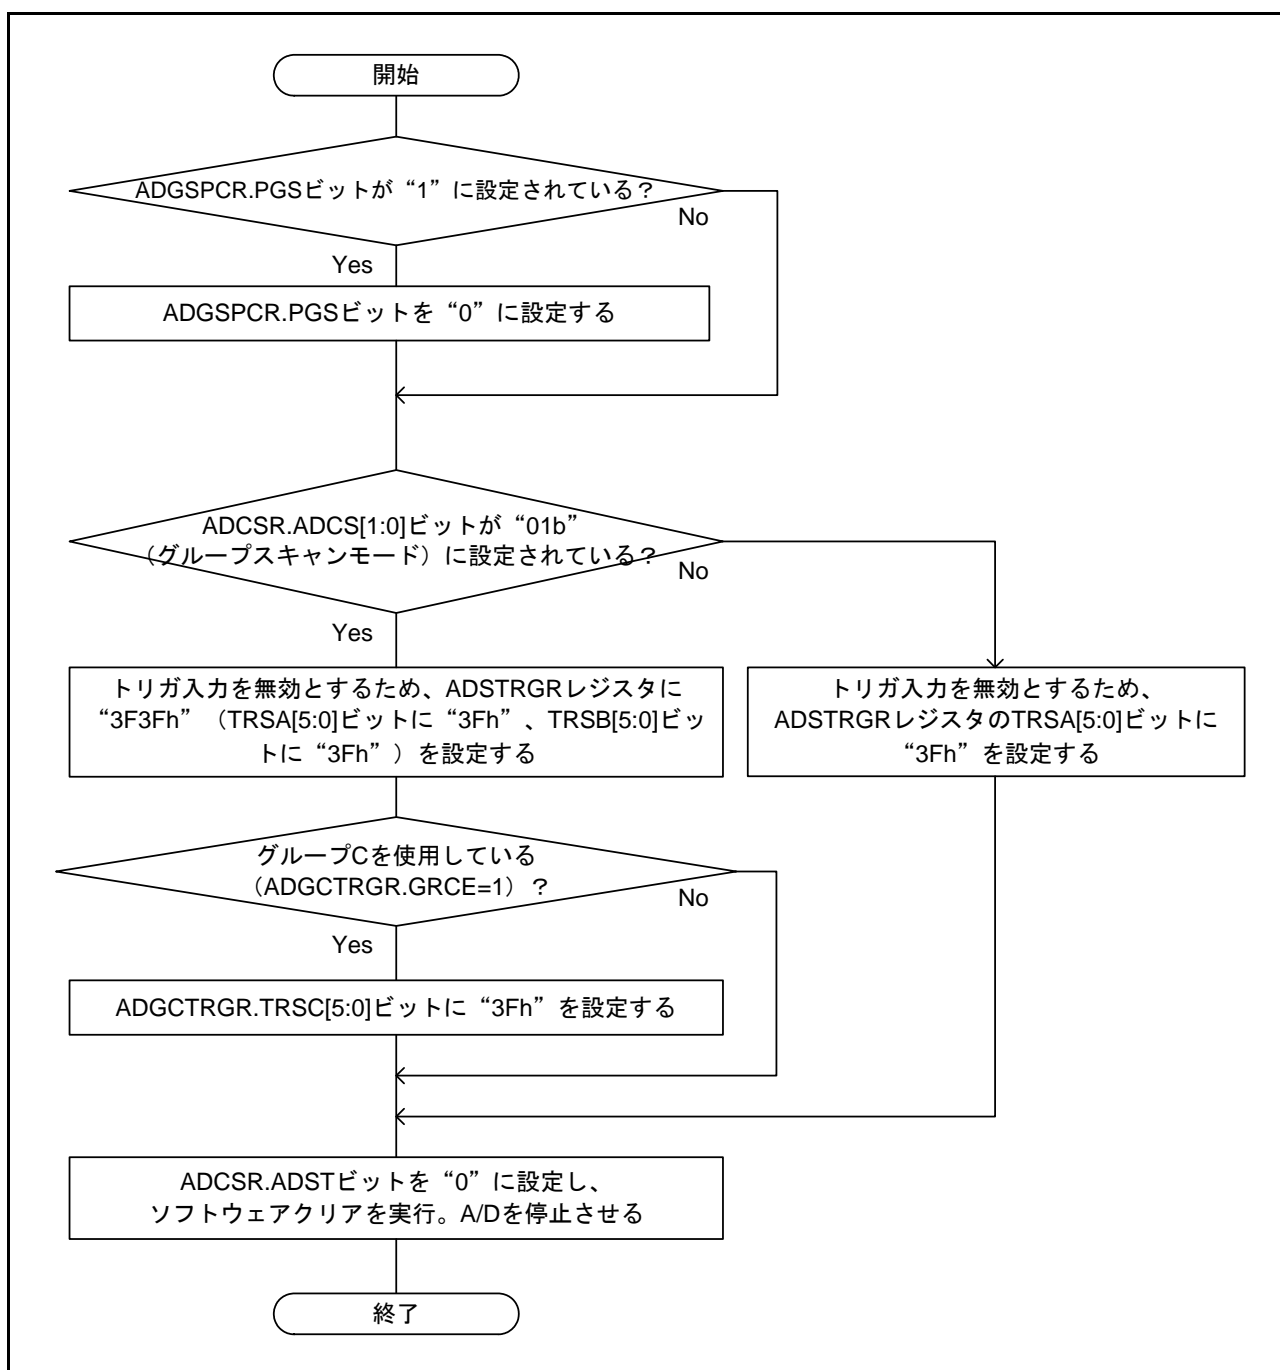 開始
ADGSPCR.PGSビットが“1”に設定されている？
No
Yes
ADGSPCR.PGSビットを“0”に設定する
ADCSR.ADCS[1:0]ビットが“01b”
（グループスキャンモード）に設定されている？
No
Yes
トリガ入力を無効とするため、ADSTRGRレジスタに
“3F3Fh”（TRSA[5:0]ビットに“3Fh”、TRSB[5:0]ビッ
トに“3Fh”）を設定する
トリガ入力を無効とするため、
ADSTRGRレジスタのTRSA[5:0]ビットに
“3Fh”を設定する
グループCを使用している
（ADGCTRGR.GRCE=1）？
No
Yes
ADGCTRGR.TRSC[5:0]ビットに“3Fh”を設定する
ADCSR.ADSTビットを“0”に設定し、
ソフトウェアクリアを実行。A/Dを停止させる
終了